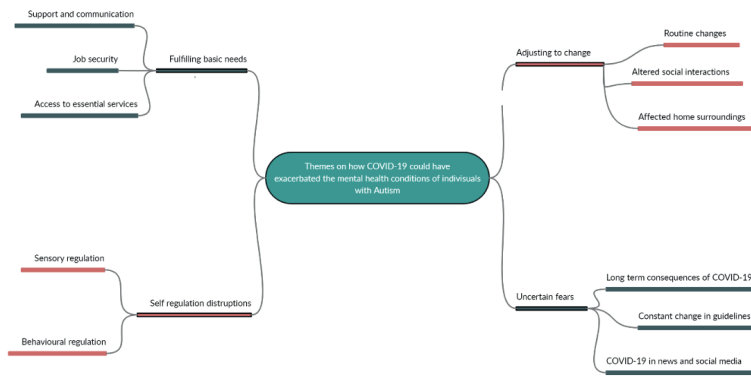 Support and communication
Job security
Fulfilling basic needs
Access to essential services
Routine changes
Adjusting to change
Altered social interactions
Affected home surroundings
Themes on how COVID-19 could have
exacerbated the mental health conditions of indivisuals
with Autism
Sensory regulation
Self regulation distruptions
Behavioural regulation
Long term consequences of COVID-19
Uncertain fears
Constant change in guidelines
COVID-19 in news and social media